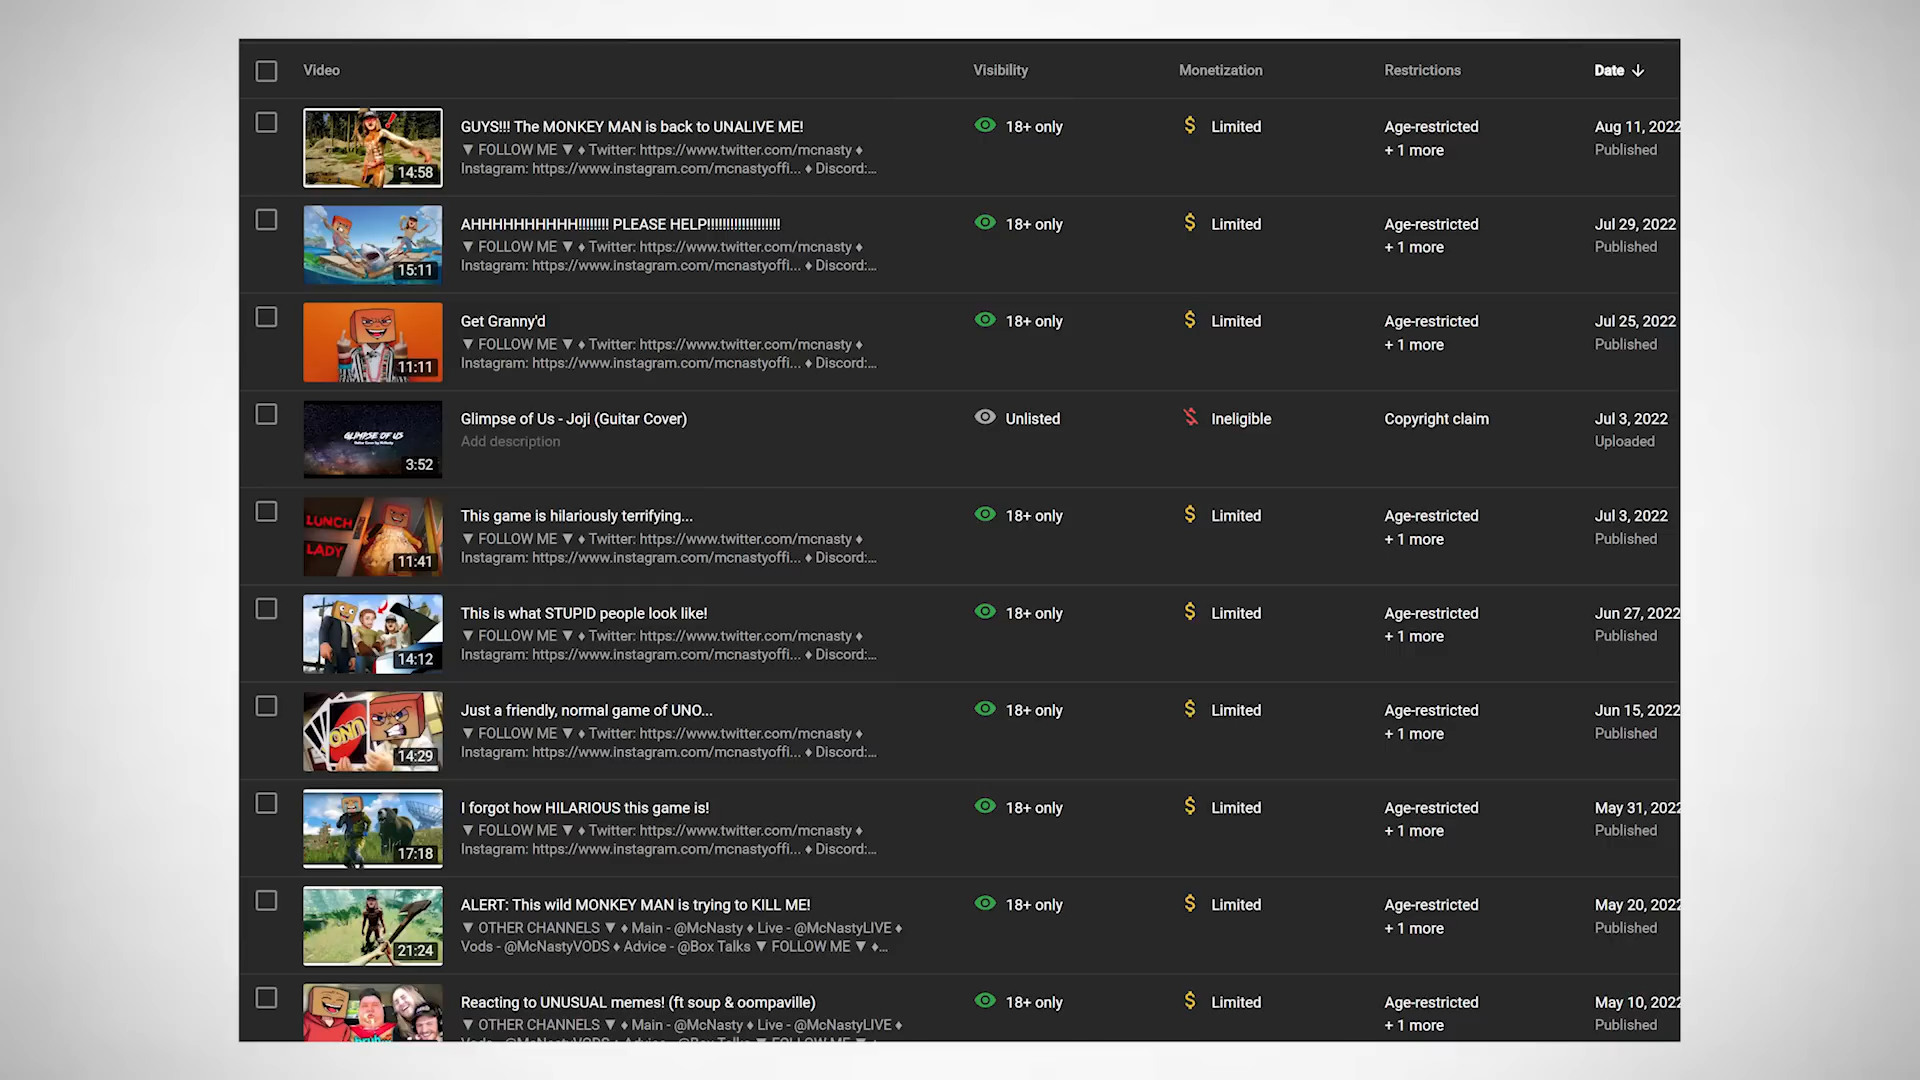 Video Visibility Monetization Restrictions Date
GUYS!!! The MONKEY MAN is back to UNALIVE ME! 18+ only Limited Age-restricted Aug 11, 2022
▼ FOLLOW ME ▼ ♦ Twitter: https://www.twitter.com/mcnasty ♦ + 1 more Published
Instagram: https://www.instagram.com/mcnastyoffi... ♦ Discord:...
14:58
AHHHHHHHHHH!!!!!!!! PLEASE HELP!!!!!!!!!!!!!!!!!!! 18+ only Limited Age-restricted Jul 29, 2022
▼ FOLLOW ME ▼ ♦ Twitter: https://www.twitter.com/mcnasty ♦ + 1 more Published
Instagram: https://www.instagram.com/mcnastyoffi... ♦ Discord:...
15:11
Get Granny'd 18+ only Limited Age-restricted Jul 25, 2022
▼ FOLLOW ME ▼ ♦ Twitter: https://www.twitter.com/mcnasty ♦ + 1 more Published
Instagram: https://www.instagram.com/mcnastyoffi... ♦ Discord:...
11:11
Glimpse of Us - Joji (Guitar Cover) Unlisted Ineligible Copyright claim Jul 3, 2022
GLIMPSE OF US Add description Uploaded
3:52
This game is hilariously terrifying... 18+ only Limited Age-restricted Jul 3, 2022
LUNCH ▼ FOLLOW ME ▼ ♦ Twitter: https://www.twitter.com/mcnasty ♦ + 1 more Published
LADY Instagram: https://www.instagram.com/mcnastyoffi... ♦ Discord:...
11:41
This is what STUPID people look like! 18+ only Limited Age-restricted Jun 27, 2022
▼ FOLLOW ME ▼ ♦ Twitter: https://www.twitter.com/mcnasty ♦ + 1 more Published
Instagram: https://www.instagram.com/mcnastyoffi... ♦ Discord:...
14:12
Just a friendly, normal game of UNO... 18+ only Limited Age-restricted Jun 15, 2022
UNO ▼ FOLLOW ME ▼ ♦ Twitter: https://www.twitter.com/mcnasty ♦ + 1 more Published
Instagram: https://www.instagram.com/mcnastyoffi... ♦ Discord:...
14:29
I forgot how HILARIOUS this game is! 18+ only Limited Age-restricted May 31, 2022
▼ FOLLOW ME ▼ ♦ Twitter: https://www.twitter.com/mcnasty ♦ + 1 more Published
Instagram: https://www.instagram.com/mcnastyoffi... ♦ Discord:...
17:18
ALERT: This wild MONKEY MAN is trying to KILL ME! 18+ only Limited Age-restricted May 20, 2022
▼ OTHER CHANNELS ▼ ♦ Main - @McNasty ♦ Live - @McNastyLIVE ♦ + 1 more Published
Vods - @McNastyVODS ♦ Advice - @Box Talks ▼ FOLLOW ME ▼ ♦...
21:24
Reacting to UNUSUAL memes! (ft soup & oompaville) 18+ only Limited Age-restricted May 10, 2022
▼ OTHER CHANNELS ▼ ♦ Main - @McNasty ♦ Live - @McNastyLIVE ♦ + 1 more Published